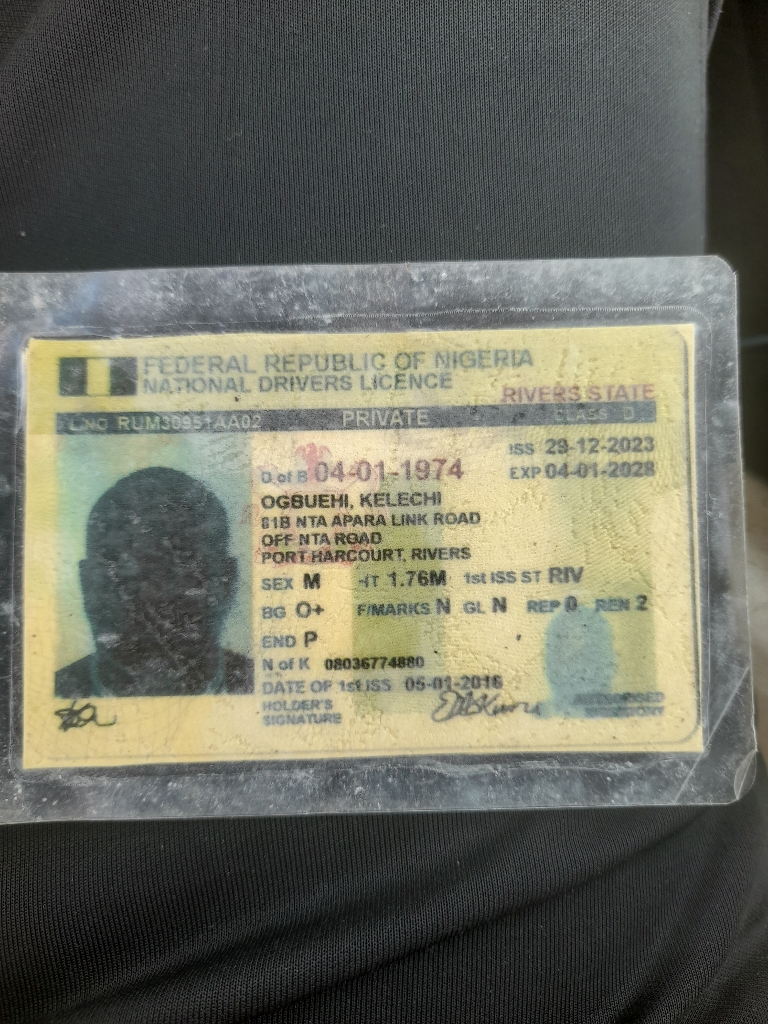 FEDERAL REPUBLIC OF NIGERIA
NATIONAL DRIVERS LICENCE
RIVERS STATE
L/NO RUM30951AA02 PRIVATE CLASS D
ISS 29-12-2023
D of B 04-01-1974 EXP 04-01-2028
OGBUEHI, KELECHI
81B NTA APARA LINK ROAD
OFF NTA ROAD
PORT HARCOURT, RIVERS
SEX M HT 1.76M 1st ISS ST RIV
BG O+ F/MARKS N GL N REP 0 REN 2
END P
N of K 08036774880
DATE OF 1st ISS 05-01-2016
HOLDER'S
SIGNATURE
AUTHORISED
SIGNATORY